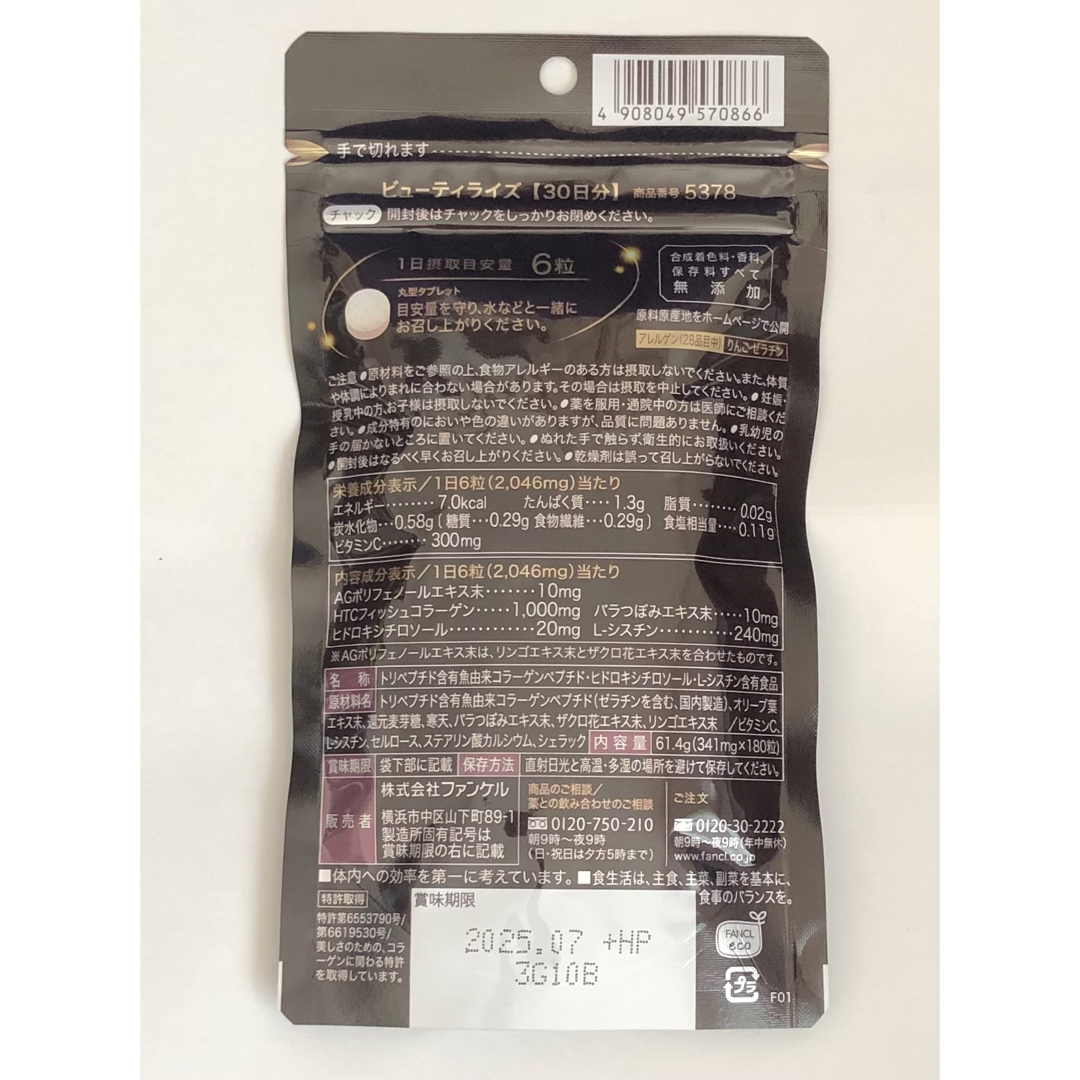 4 908049 570866
手で切れます
ビューティライズ【30日分】 商品番号 5378
チャック 開封後はチャックをしっかりお閉めください。
1日摂取目安量 6粒
丸型タブレット
目安量を守り、水などと一緒に
お召し上がりください。
合成着色料・香料、
保存料すべて
無添加
原料原産地をホームページで公開
アレルゲン(28品目中) りんご・ゼラチン
ご注意 ●原材料をご参照の上、食物アレルギーのある方は摂取しないでください。また、体質
や体調によりまれに合わない場合があります。その場合は摂取を中止してください。●妊娠・
授乳中の方、お子様は摂取しないでください。●薬を服用・通院中の方は医師にご相談くだ
さい。●成分特有のにおいや色の違いがありますが、品質に問題ありません。●乳幼児の
手の届かないところに置いてください。●ぬれた手で触らず、衛生的にお取扱いください。
●開封後はなるべく早くお召し上がりください。●乾燥剤は誤って召し上がらないでください。
栄養成分表示/1日6粒(2,046mg)当たり
エネルギー········7.0kcal たんぱく質····1.3g 脂質·······0.02g
炭水化物···0.58g〔糖質···0.29g 食物繊維···0.29g〕 食塩相当量···0.11g
ビタミンC········300mg
内容成分表示/1日6粒(2,046mg)当たり
AGポリフェノールエキス末·······10mg
HTCフィッシュコラーゲン·····1,000mg バラつぼみエキス末·····10mg
ヒドロキシチロソール············20mg L-シスチン···········240mg
※AGポリフェノールエキス末は、リンゴエキス末とザクロ花エキス末を合わせたものです。
名称 トリペプチド含有魚由来コラーゲンペプチド・ヒドロキシチロソール・L-シスチン含有食品
原材料名 トリペプチド含有魚由来コラーゲンペプチド(ゼラチンを含む、国内製造)、オリーブ葉
エキス末、還元麦芽糖、寒天、バラつぼみエキス末、ザクロ花エキス末、リンゴエキス末 /ビタミンC、
L-シスチン、セルロース、ステアリン酸カルシウム、シェラック 内容量 61.4g(341mg×180粒)
賞味期限 袋下部に記載 保存方法 直射日光と高温・多湿の場所を避けて保存してください。
販売者 株式会社ファンケル
横浜市中区山下町89-1
製造所固有記号は
賞味期限の右に記載
商品のご相談/
薬との飲み合わせのご相談
0120-750-210
朝9時〜夜9時
(日・祝日は夕方5時まで)
ご注文
0120-30-2222
朝9時〜夜9時(年中無休)
www.fancl.co.jp
■体内への効率を第一に考えています。■食生活は、主食、主菜、副菜を基本に、
食事のバランスを。
特許取得
特許第6553790号/
第6619530号/
美しさのための、コラ
ーゲンに関わる特許
を取得しています。
賞味期限
2025.07 +HP
3G10B
FANCL
eco
プラ
F01